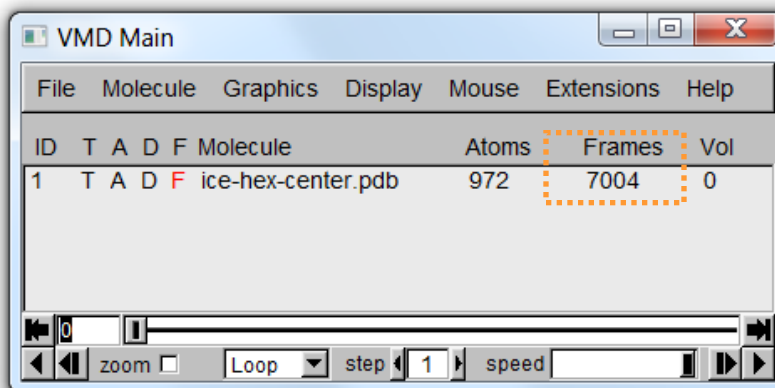 VMD Main
File Molecule Graphics Display Mouse Extensions Help
ID T A D F Molecule Atoms Frames Vol
1 T A D F ice-hex-center.pdb 972 7004 0
0
zoom Loop step 1 speed